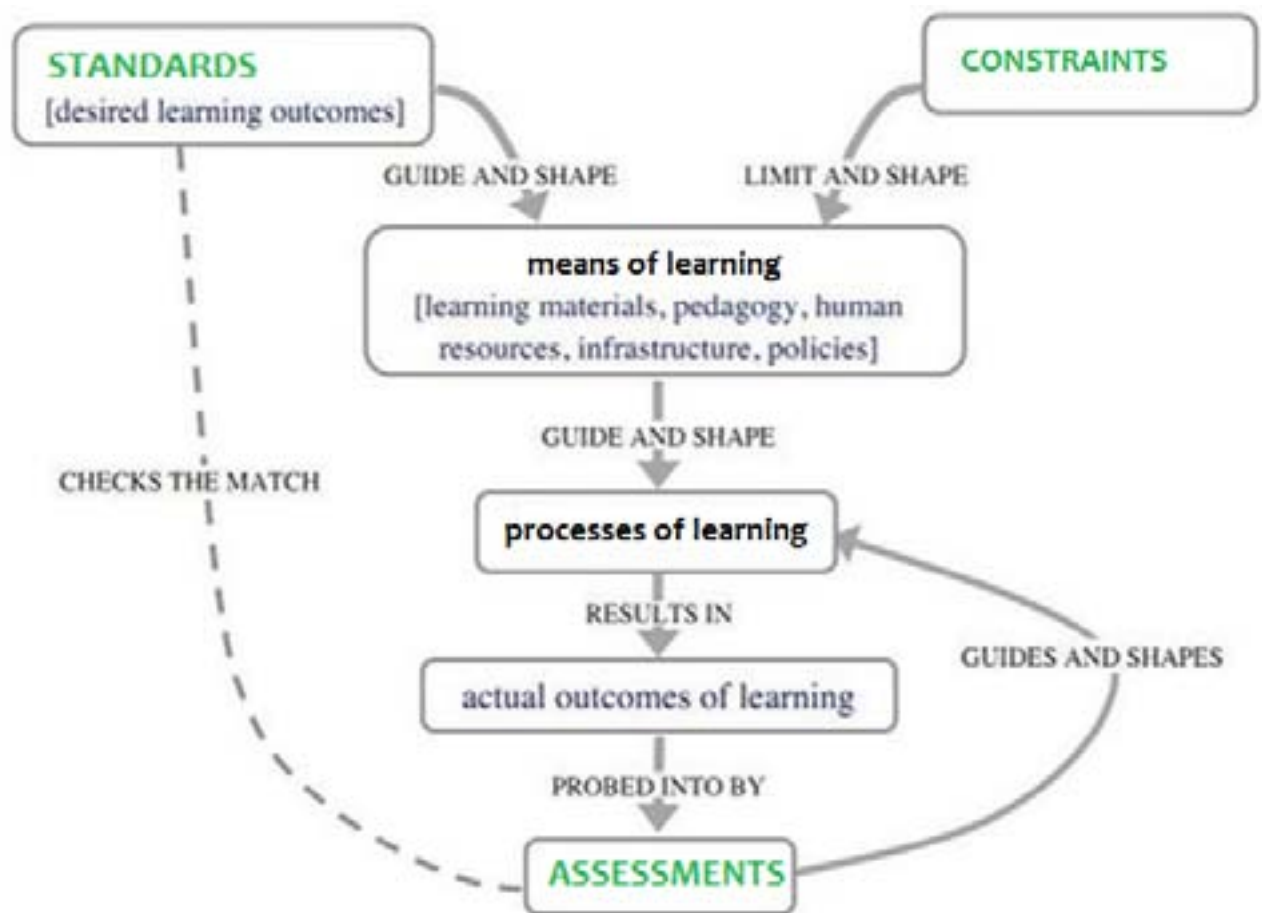 STANDARDS
[desired learning outcomes]
CONSTRAINTS
GUIDE AND SHAPE
LIMIT AND SHAPE
means of learning
[learning materials, pedagogy, human
resources, infrastructure, policies]
GUIDE AND SHAPE
CHECKS THE MATCH
processes of learning
RESULTS IN
GUIDES AND SHAPES
actual outcomes of learning
PROBED INTO BY
ASSESSMENTS